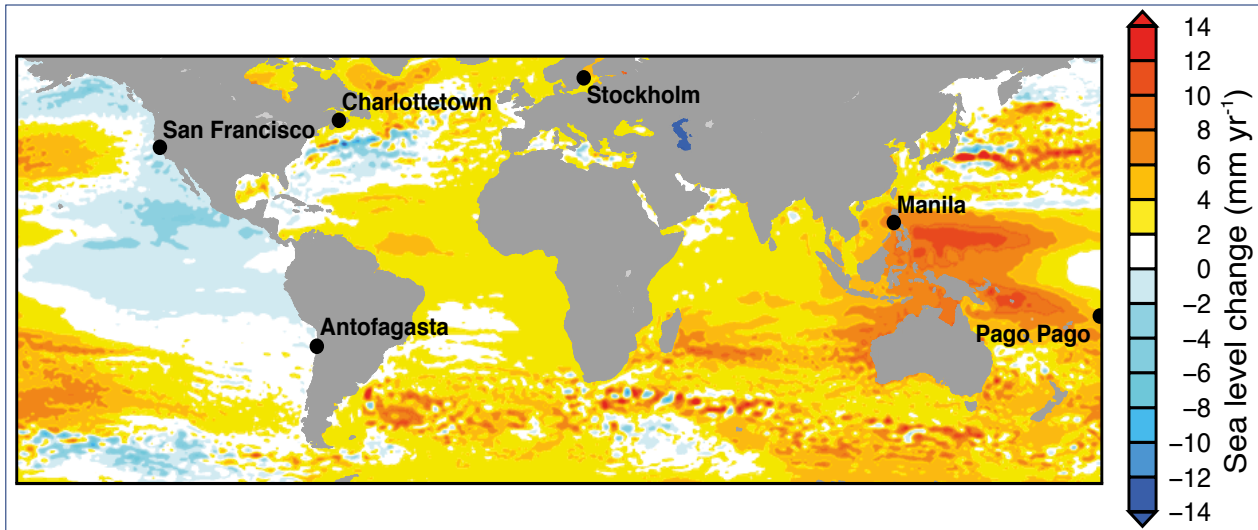 Charlottetown
San Francisco
Stockholm
Manila
Antofagasta
Pago Pago
14
12
10
8
6
4
2
0
−2
−4
−6
−8
−10
−12
−14
Sea level change (mm yr-1)